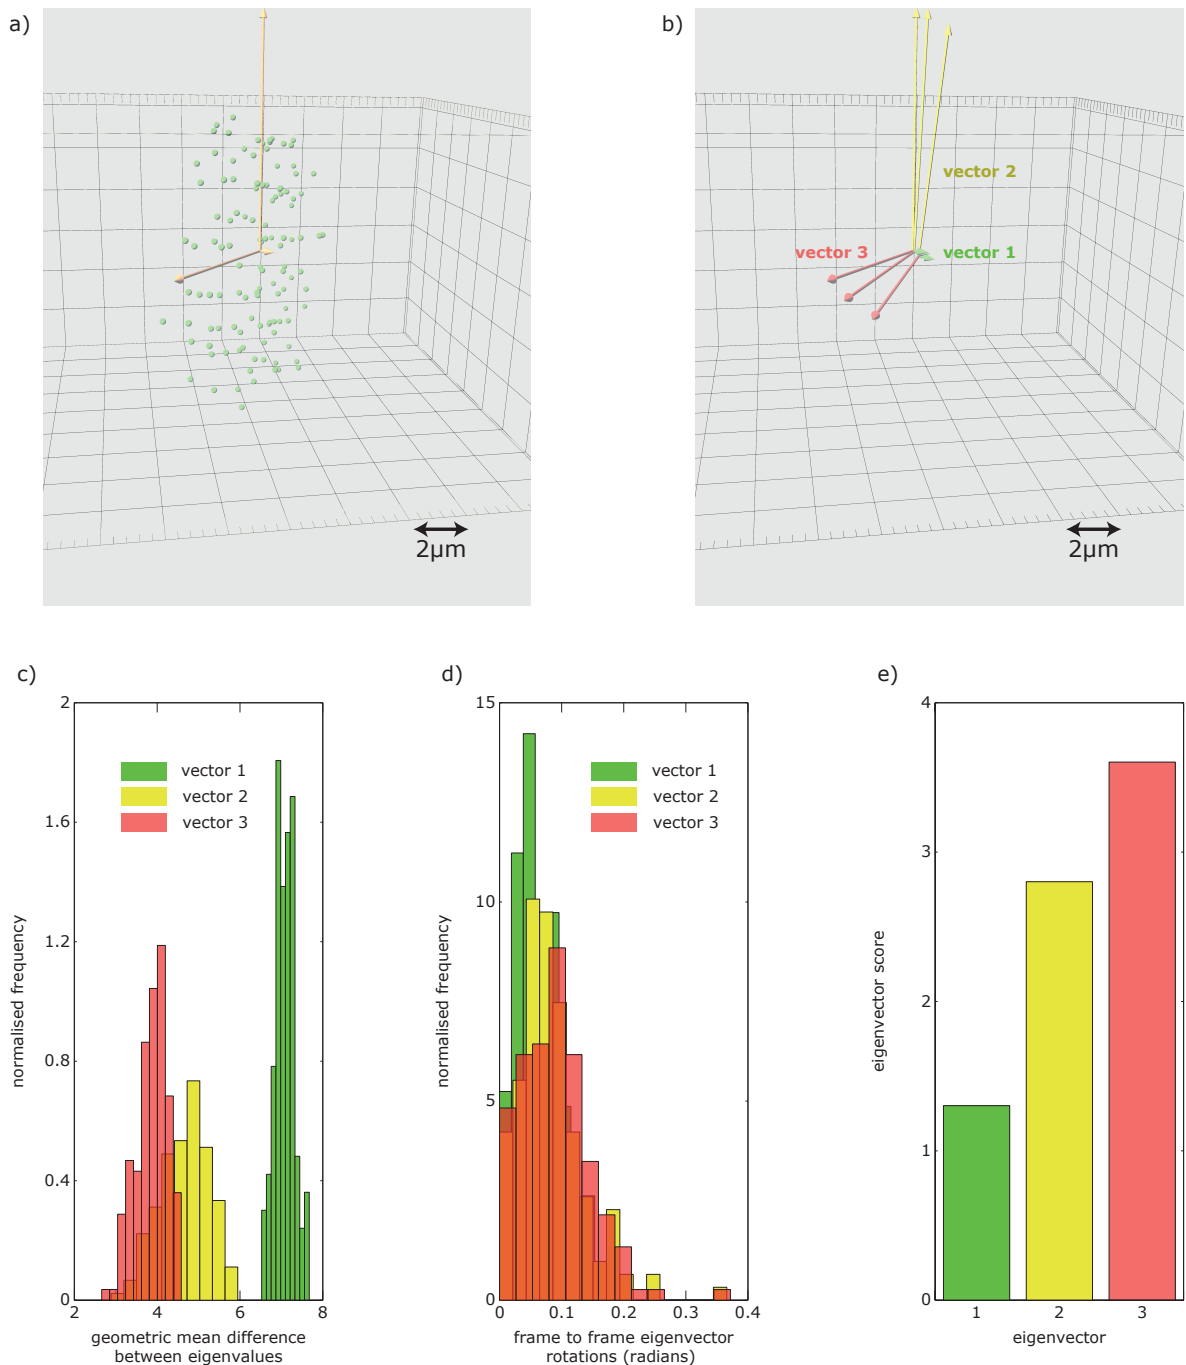 a)
b)
vector 2
vector 3
vector 1
2µm
2µm
c)
d)
e)
2
1.6
1.2
0.8
0.4
0
2
4
6
8
normalised frequency
vector 1
vector 2
vector 3
geometric mean difference
between eigenvalues
15
10
5
0
0
0.1
0.2
0.3
0.4
normalised frequency
vector 1
vector 2
vector 3
frame to frame eigenvector
rotations (radians)
4
3
2
1
0
1
2
3
eigenvector score
eigenvector